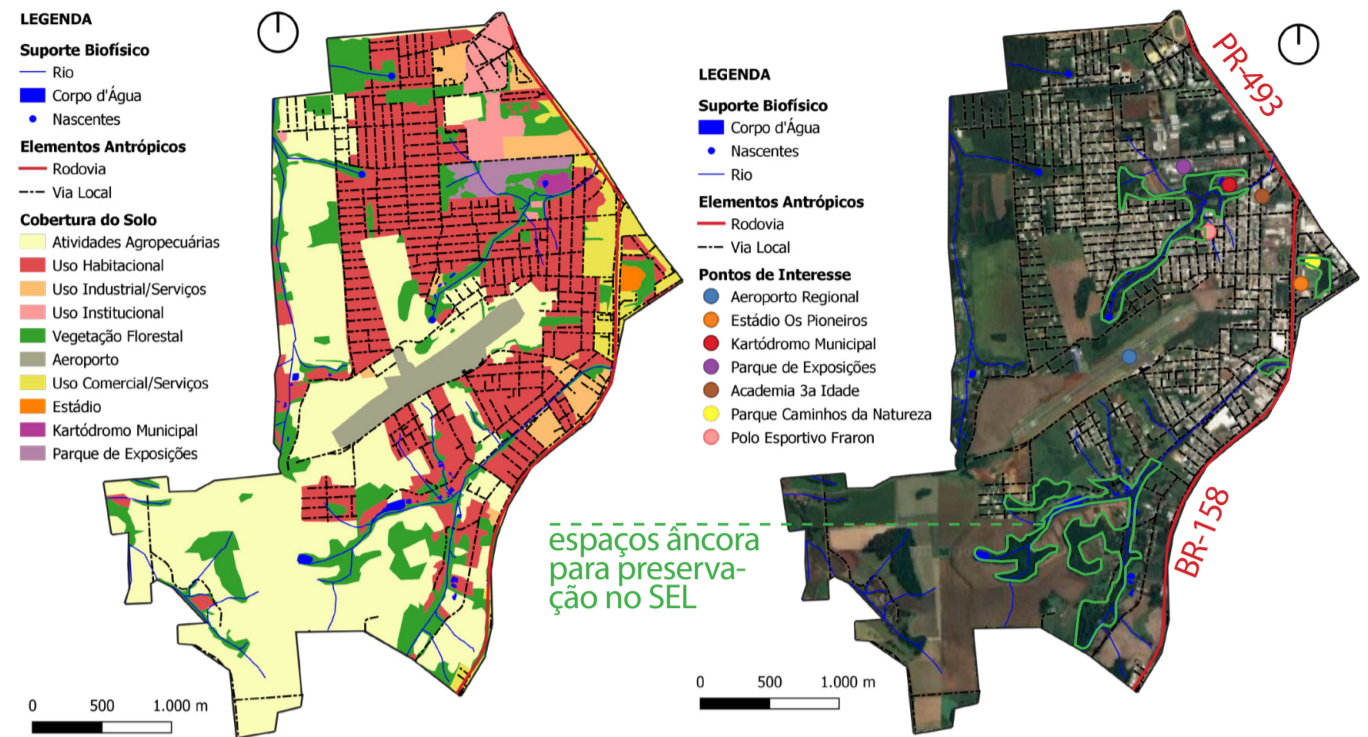 LEGENDA
Suporte Biofísico
Rio
Corpo d'Água
Nascentes
Elementos Antrópicos
Rodovia
Via Local
Cobertura do Solo
Atividades Agropecuárias
Uso Habitacional
Uso Industrial/Serviços
Uso Institucional
Vegetação Florestal
Aeroporto
Uso Comercial/Serviços
Estádio
Kartódromo Municipal
Parque de Exposições
0 500 1.000 m
espaços âncora
para preserva-
ção no SEL
LEGENDA
Suporte Biofísico
Corpo d'Água
Nascentes
Rio
Elementos Antrópicos
Rodovia
Via Local
Pontos de Interesse
Aeroporto Regional
Estádio Os Pioneiros
Kartódromo Municipal
Parque de Exposições
Academia 3a Idade
Parque Caminhos da Natureza
Polo Esportivo Fraron
0 500 1.000 m
PR-493
BR-158